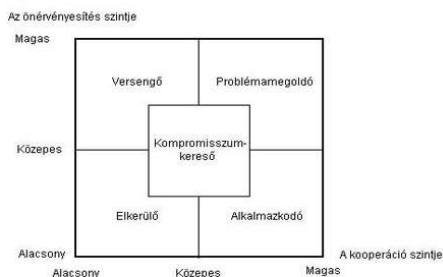 Az önérvényesítés szintje
Magas
Versengő
Problémamegoldó
Kompromisszum-
kereső
Közepes
Elkerülő
Alkalmazkodó
Alacsony
A kooperáció szintje
Alacsony
Közepes
Magas